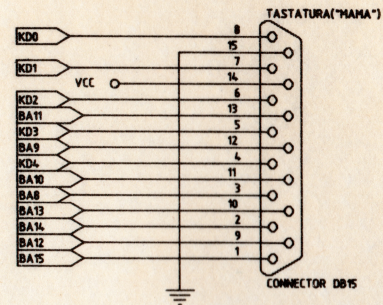 TASTATURA("MAMA")
KD0 8
15
KD1 7
VCC 14
KD2 6
BA11 13
KD3 5
BA9 12
KD4 4
BA10 11
BA8 3
BA13 10
BA14 2
BA12 9
BA15 1
CONNECTOR DB15